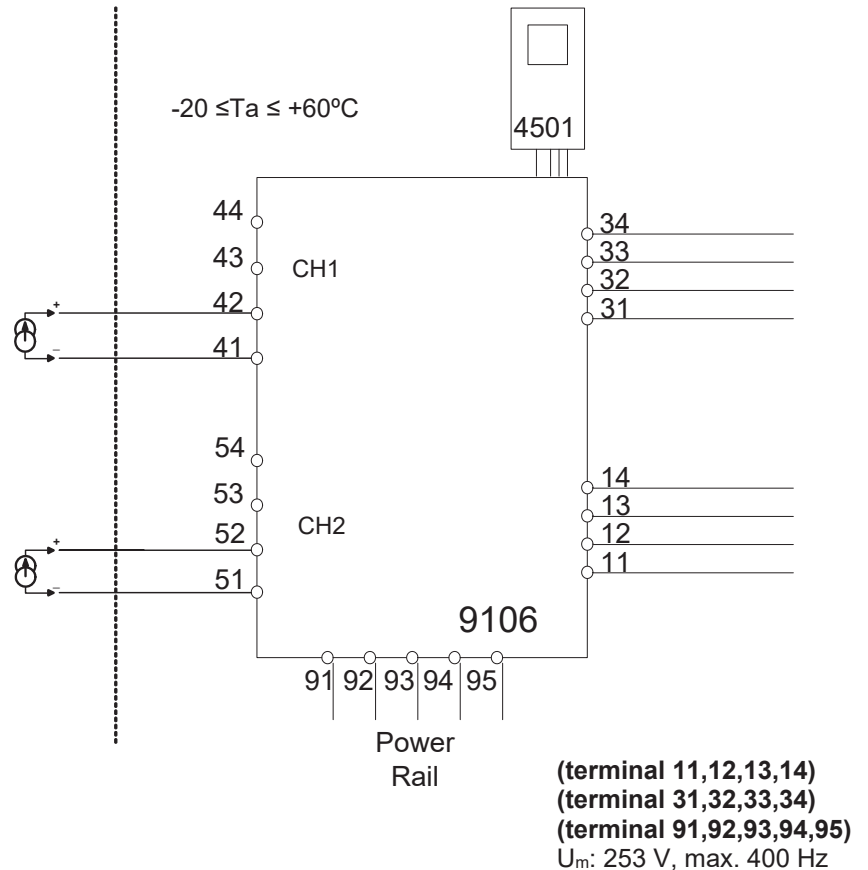 -20 ≤Ta ≤ +60ºC
4501
44
43
CH1
42
+
41
−
54
53
CH2
52
+
51
−
34
33
32
31
14
13
12
11
9106
91 92 93 94 95
Power
Rail
(terminal 11,12,13,14)
(terminal 31,32,33,34)
(terminal 91,92,93,94,95)
Um: 253 V, max. 400 Hz